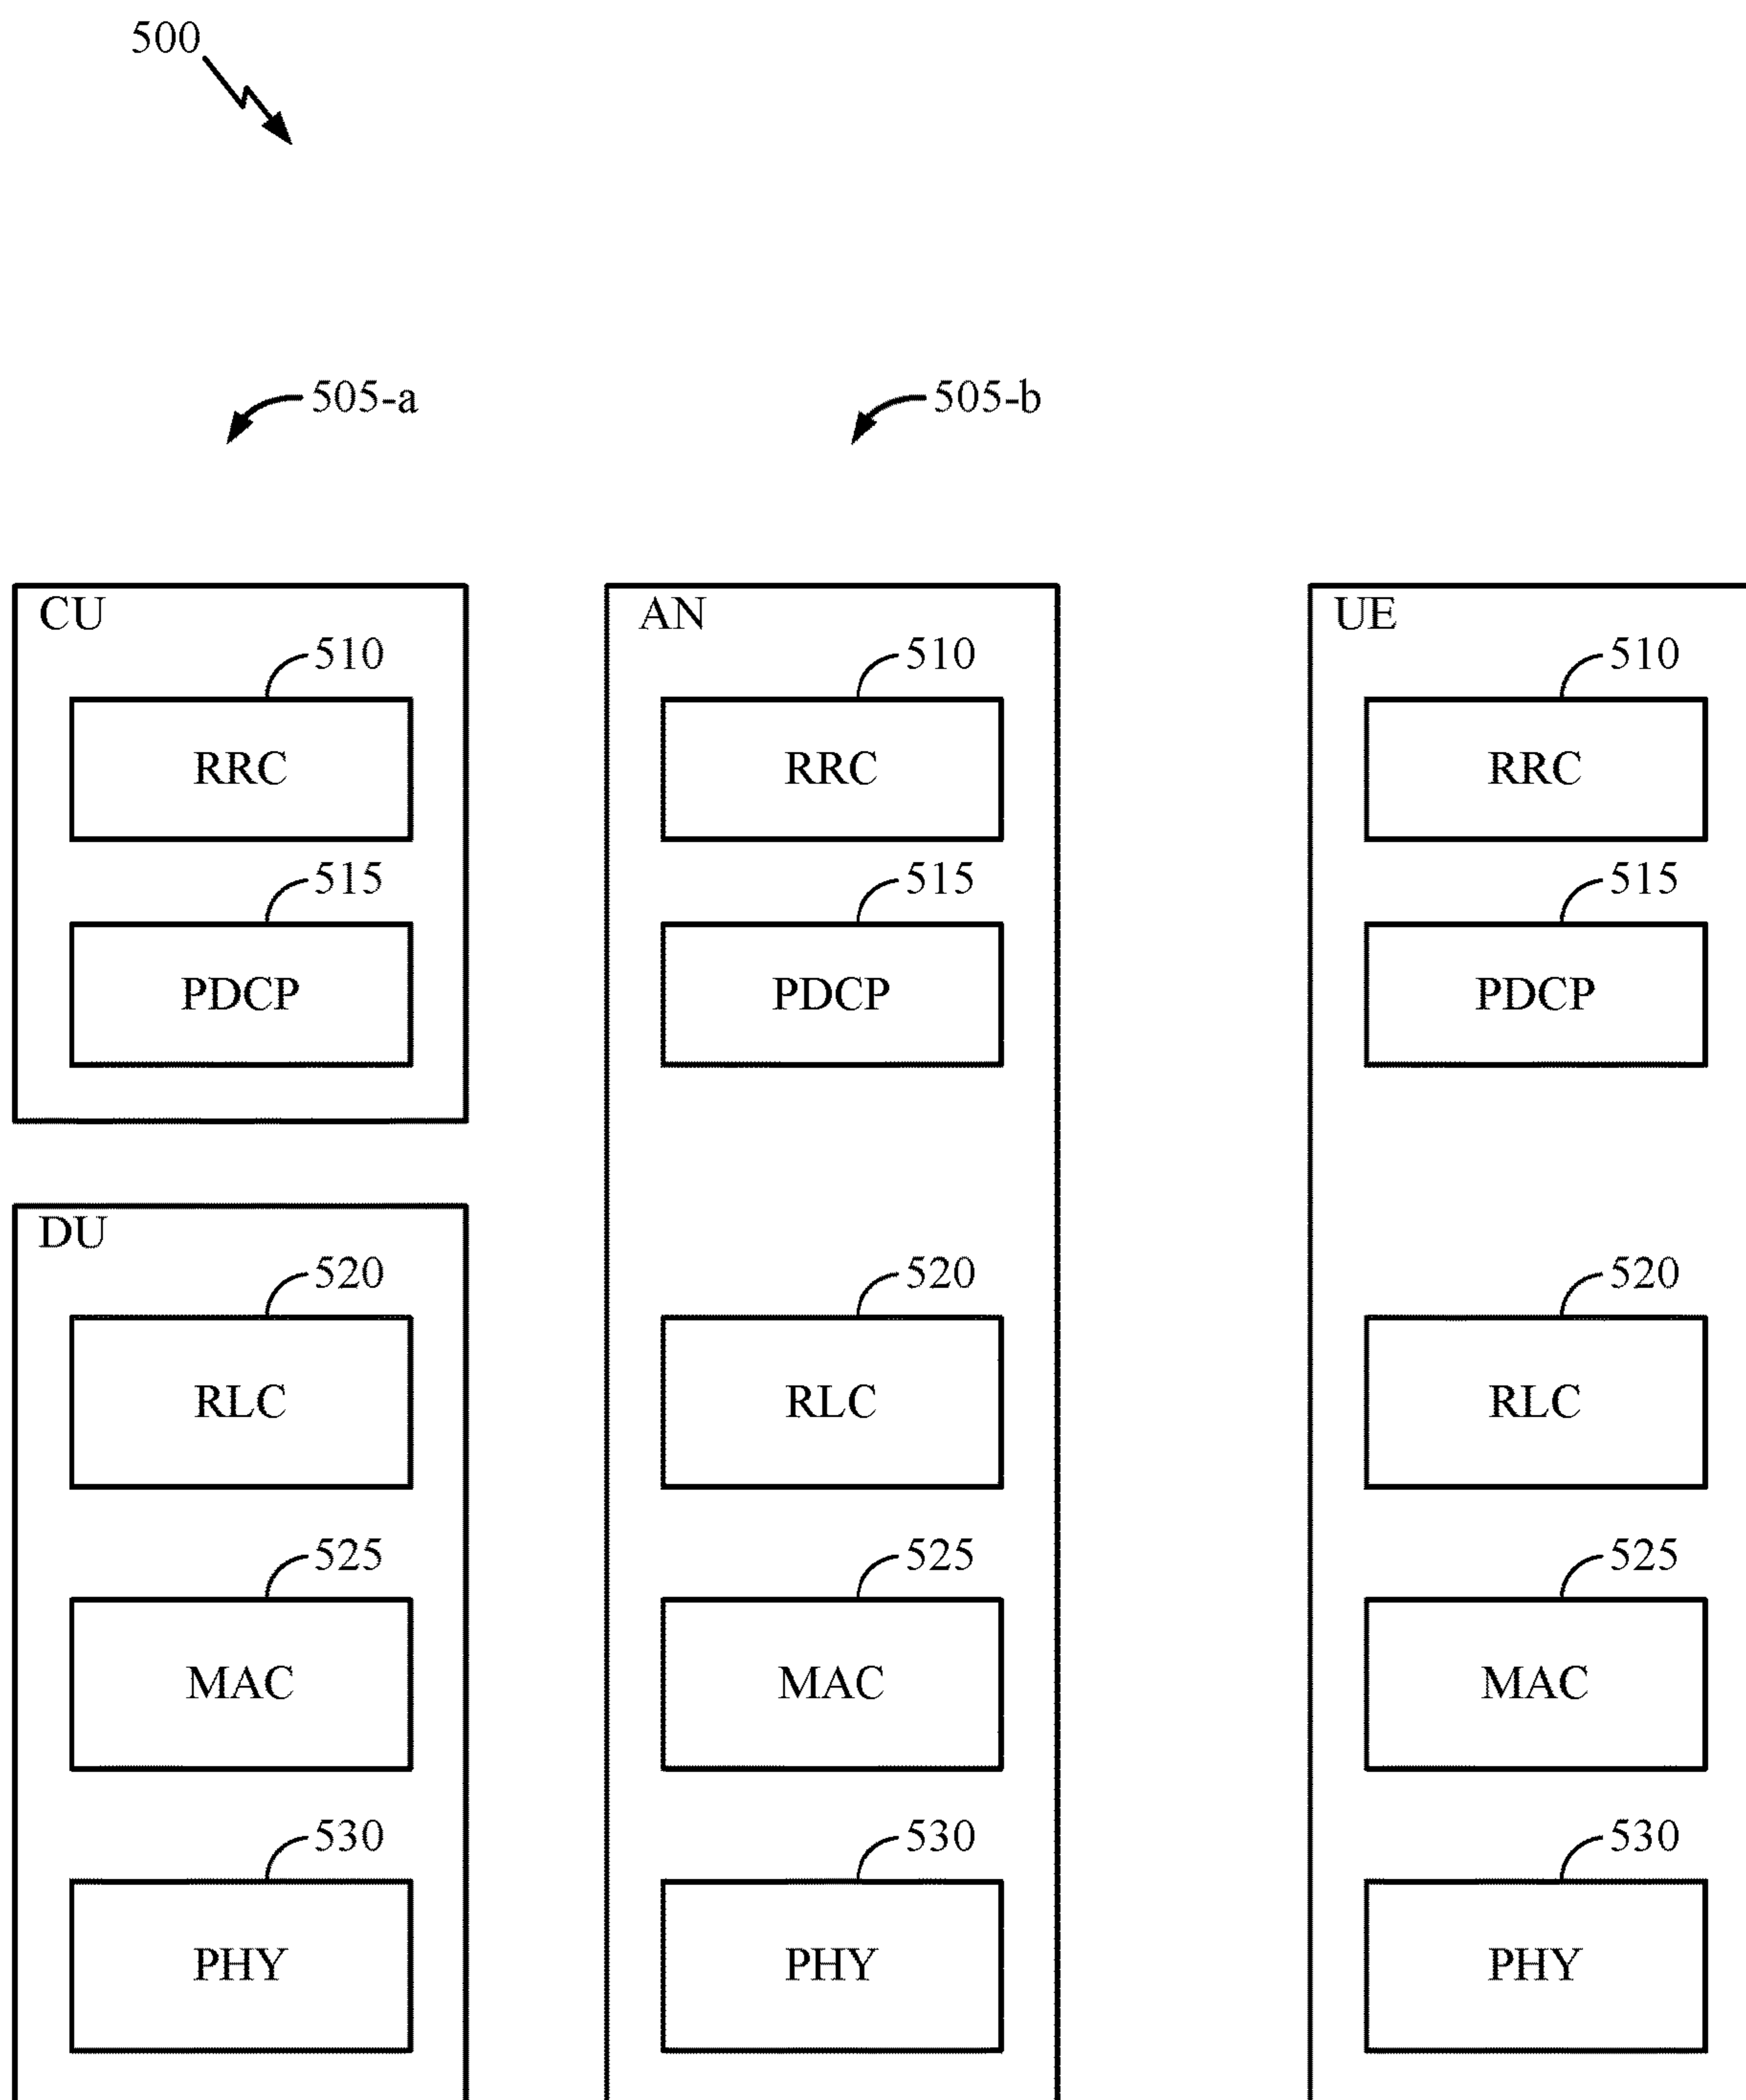 500
505-a 505-b
CU AN UE
510 510 510
RRC RRC RRC
515 515 515
PDCP PDCP PDCP
DU
520 520 520
RLC RLC RLC
525 525 525
MAC MAC MAC
530 530 530
PHY PHY PHY